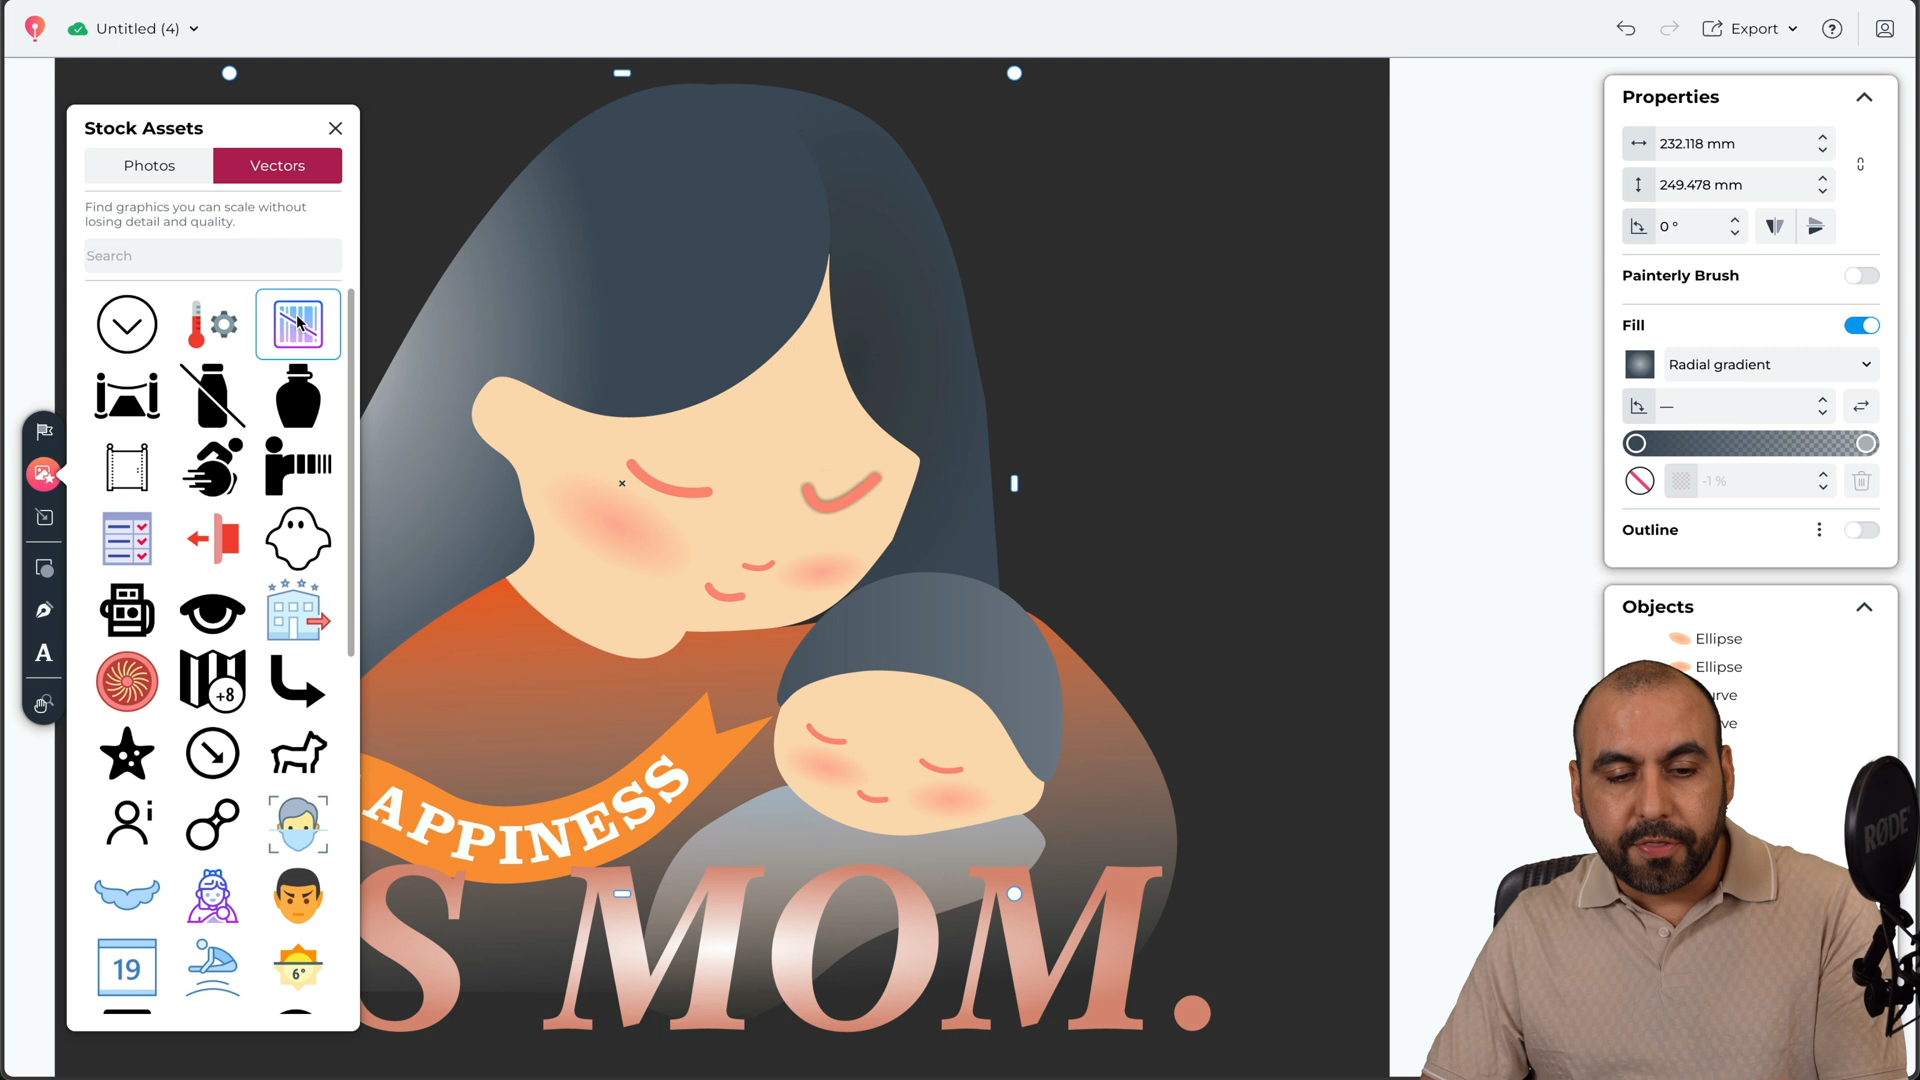 Untitled (4)
Export
?
Stock Assets
Photos
Vectors
Find graphics you can scale without
losing detail and quality.
Search
+8
19
6°
A
APPINESS
S MOM.
Properties
232.118 mm
249.478 mm
0 °
Painterly Brush
Fill
Radial gradient
—
-1 %
Outline
Objects
Ellipse
Ellipse
urve
ve
RØDE